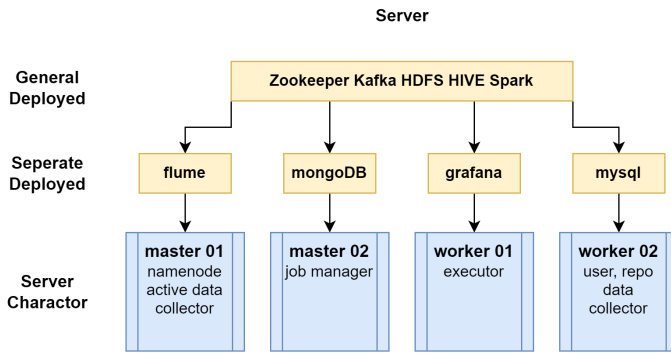 Server
General
Deployed
Zookeeper Kafka HDFS HIVE Spark
Seperate
Deployed
flume
mongoDB
grafana
mysql
Server
Charactor
master 01
namenode
active data
collector
master 02
job manager
worker 01
executor
worker 02
user, repo
data
collector